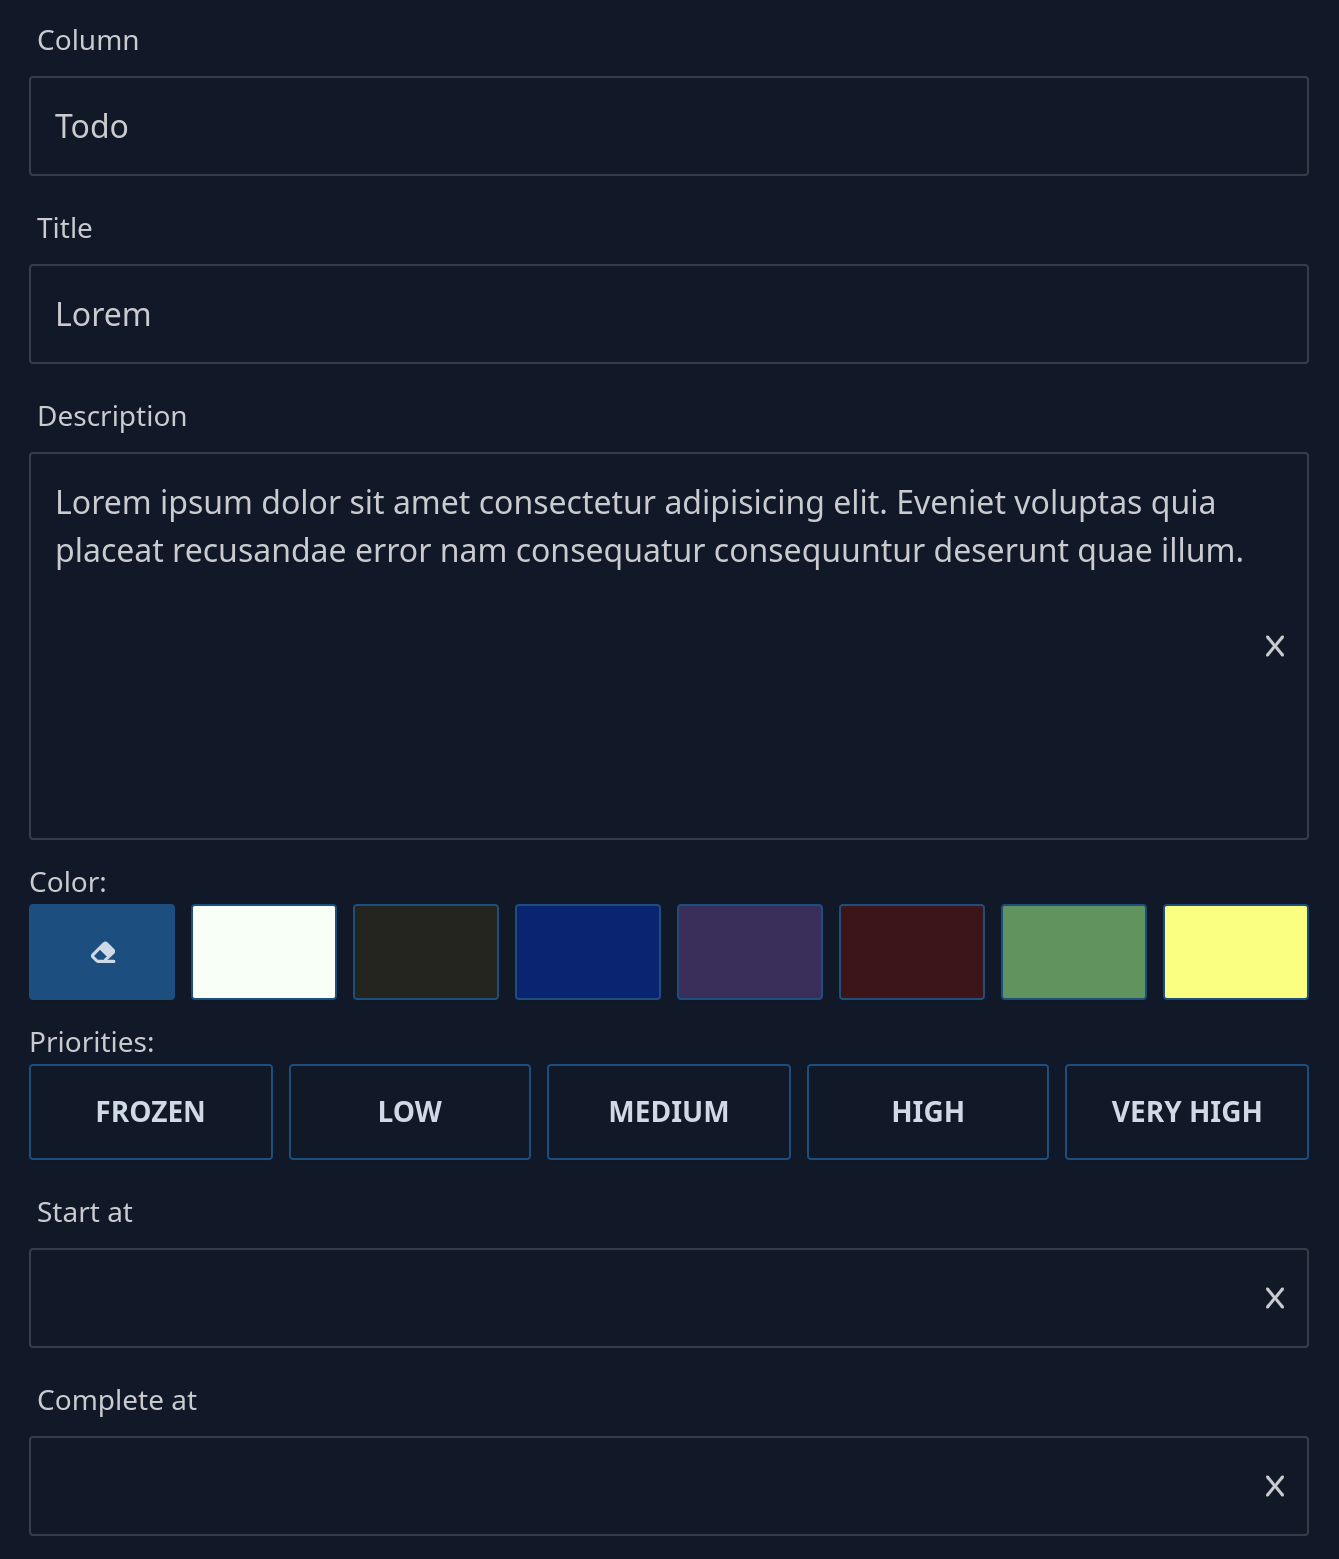 Column
Todo
Title
Lorem
Description
Lorem ipsum dolor sit amet consectetur adipisicing elit. Eveniet voluptas quia
placeat recusandae error nam consequatur consequuntur deserunt quae illum.
Color:
Priorities:
FROZEN LOW MEDIUM HIGH VERY HIGH
Start at
Complete at